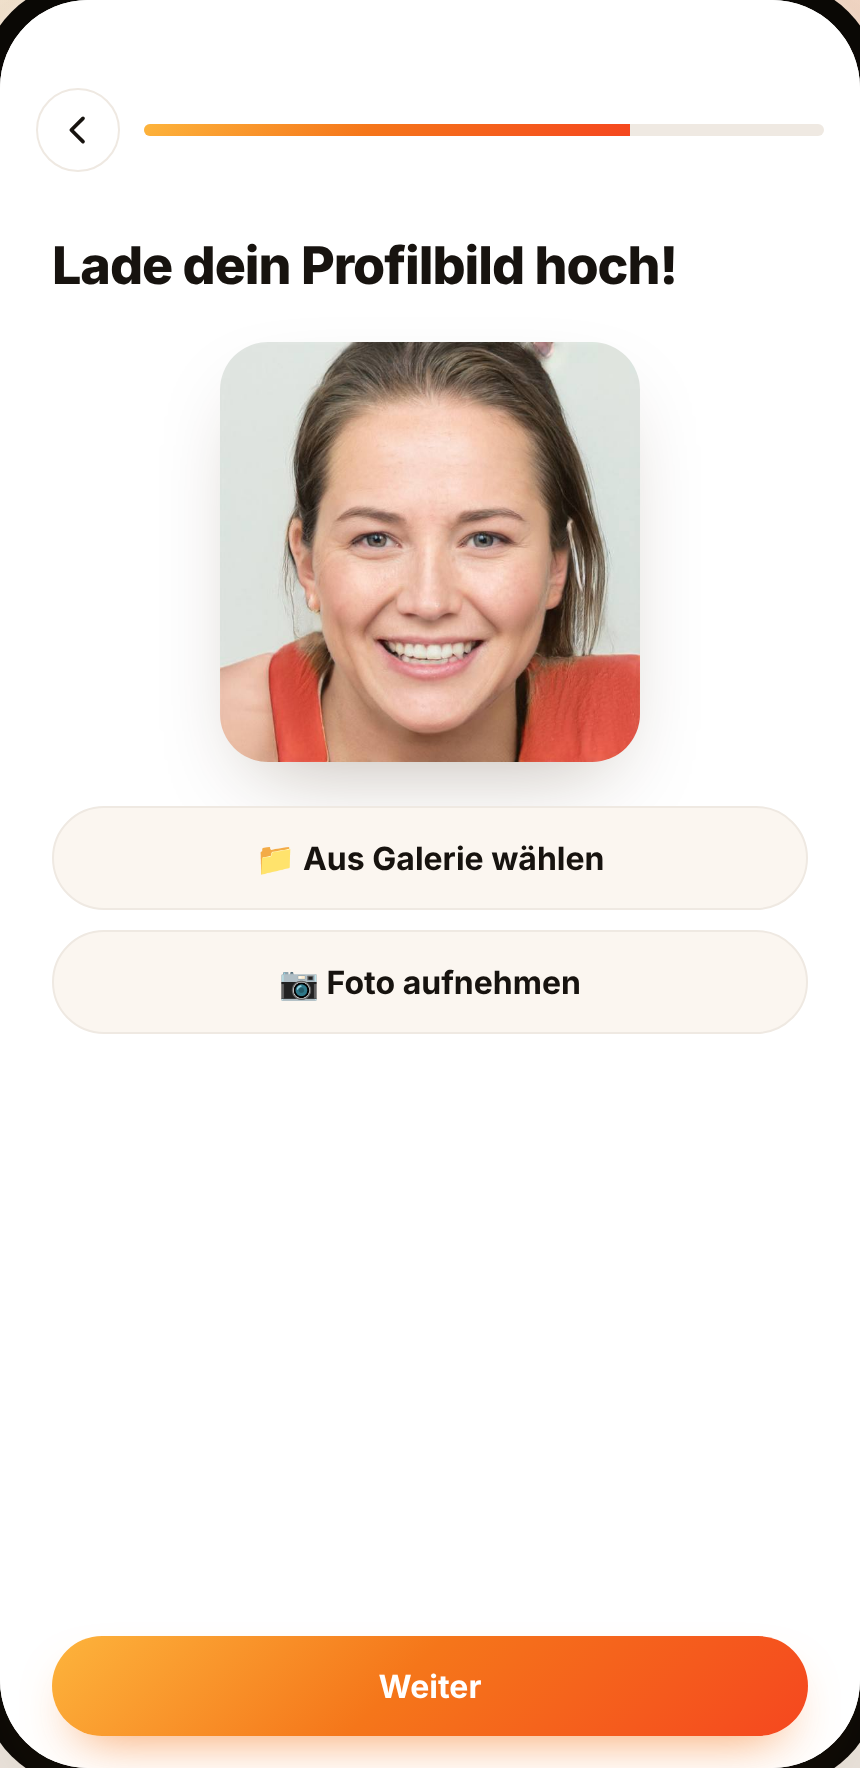 Lade dein Profilbild hoch!
📁 Aus Galerie wählen
📷 Foto aufnehmen
Weiter